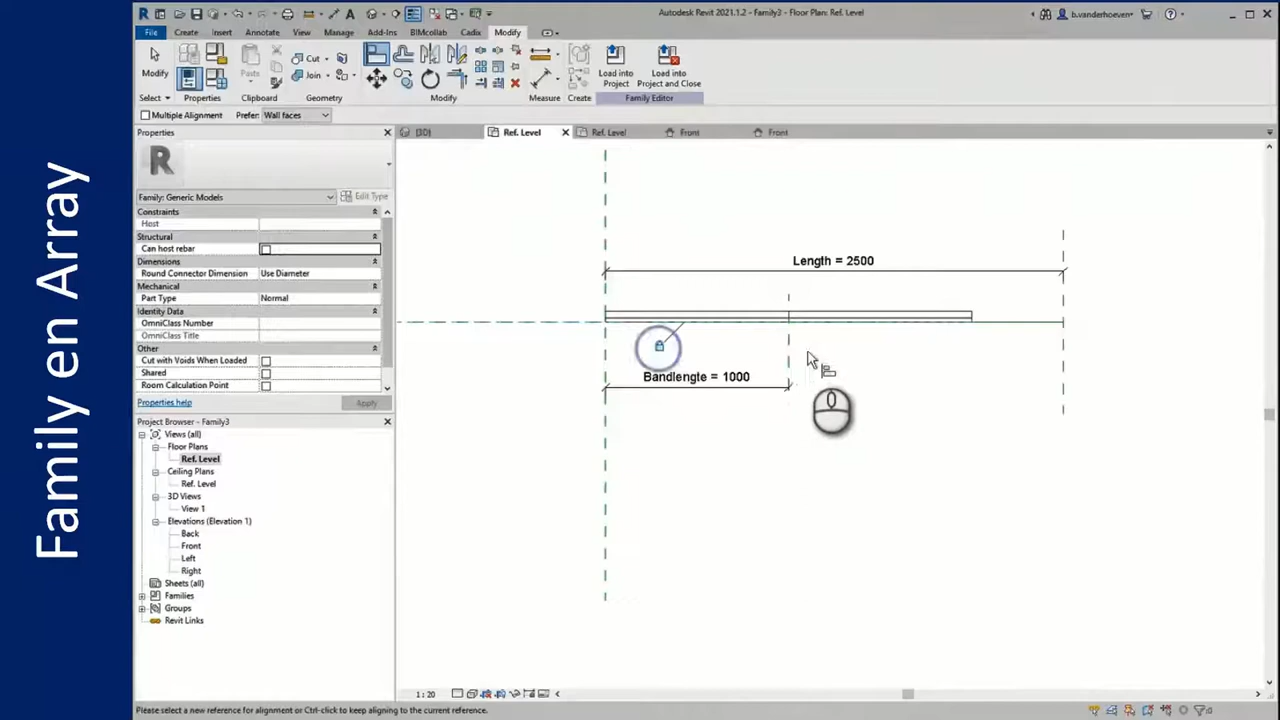 Family en Array
Autodesk Revit 2021.1.2 - Family3 - Floor Plan: Ref. Level
b.vanderhoeven
File Create Insert Annotate View Manage Add-Ins BIMcollab Cadix Modify
Modify
Paste
Cut
Join
Load into
Project
Load into
Project and Close
Select Properties Clipboard Geometry Modify Measure Create Family Editor
Multiple Alignment Prefer: Wall faces
Properties
(3D) Ref. Level Ref. Level Front Front
Family: Generic Models Edit Type
Constraints
Host
Structural
Can host rebar
Dimensions
Round Connector Dimension Use Diameter
Mechanical
Part Type Normal
Identity Data
OmniClass Number
OmniClass Title
Other
Cut with Voids When Loaded
Shared
Room Calculation Point
Properties help Apply
Project Browser - Family3
Views (all)
Floor Plans
Ref. Level
Ceiling Plans
Ref. Level
3D Views
View 1
Elevations (Elevation 1)
Back
Front
Left
Right
Sheets (all)
Families
Groups
Revit Links
Length = 2500
Bandlengte = 1000
1 : 20
Please select a new reference for alignment or Ctrl-click to keep aligning to the current reference.
:0